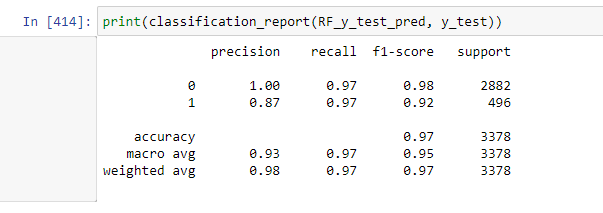 In [414]: print(classification_report(RF_y_test_pred, y_test))
precision recall f1-score support
0 1.00 0.97 0.98 2882
1 0.87 0.97 0.92 496
accuracy 0.97 3378
macro avg 0.93 0.97 0.95 3378
weighted avg 0.98 0.97 0.97 3378